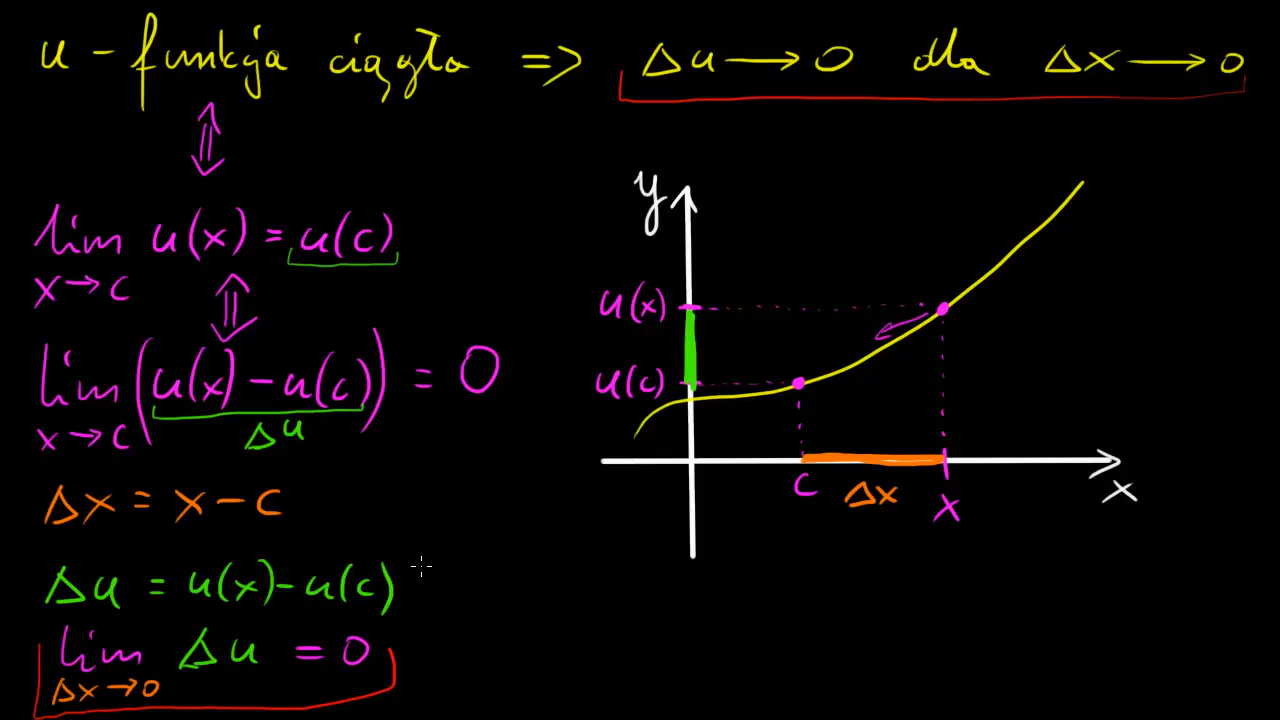 u - funkcja ciągła => Δu → 0 dla Δx → 0
⇕
lim u(x) = u(c)
x → c
⇕
lim (u(x) - u(c)) = 0
x → c
Δu
Δx = x - c
Δu = u(x) - u(c)
lim Δu = 0
Δx → 0
y
u(x)
u(c)
c Δx x
x